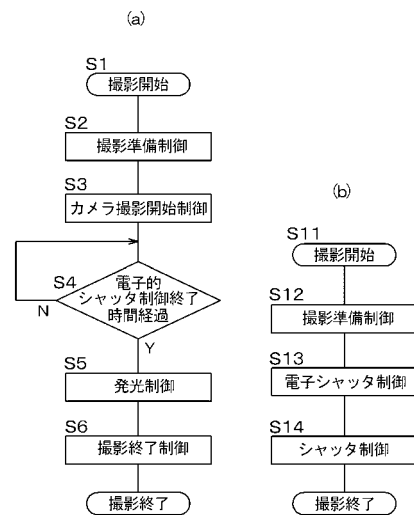 (a)
S1
撮影開始
S2
撮影準備制御
S3
カメラ撮影開始制御
S4
電子的
シャッタ制御終了
時間経過
N
Y
S5
発光制御
S6
撮影終了制御
撮影終了
(b)
S11
撮影開始
S12
撮影準備制御
S13
電子シャッタ制御
S14
シャッタ制御
撮影終了